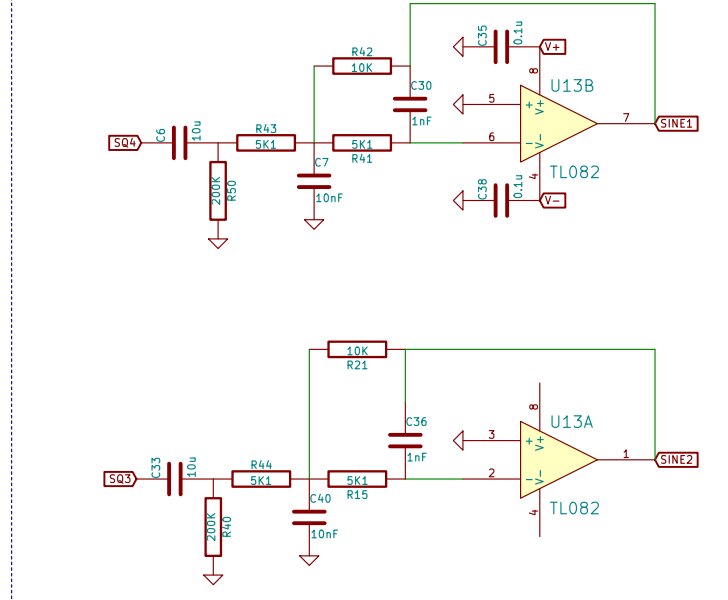 C35
0.1u
V+
R42
10K
8
U13B
C30
1nF
5
+
V+
7
SINE1
SQ4
C6
10u
R43
5K1
5K1
R41
6
-
V-
C7
10nF
200K
R50
4
TL082
C38
0.1u
V-
10K
R21
8
U13A
C36
1nF
3
+
V+
1
SINE2
SQ3
C33
10u
R44
5K1
5K1
R15
2
-
V-
C40
10nF
200K
R40
4
TL082